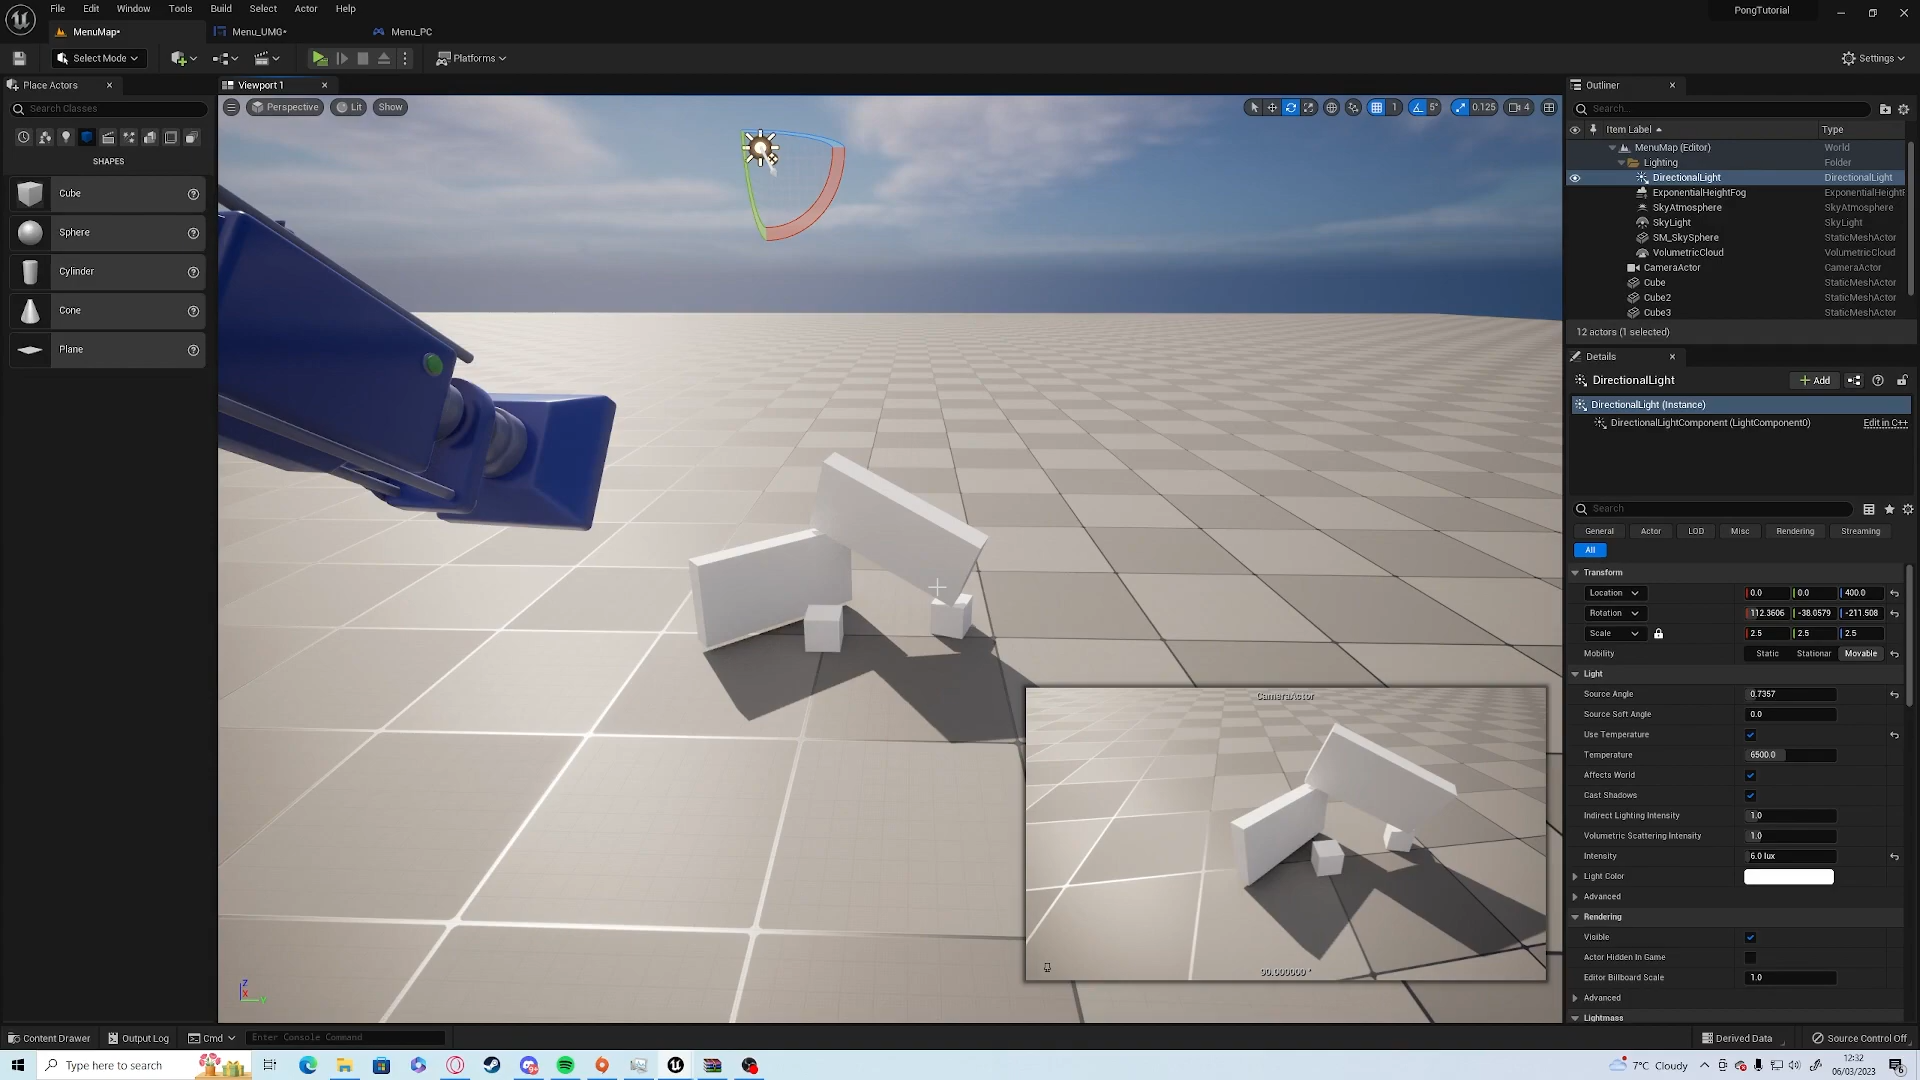 File Edit Window Tools Build Select Actor Help
PongTutorial
MenuMap•
Menu_UMG•
Menu_PC
Select Mode
Platforms
Settings
Place Actors
Viewport 1
Outliner
Search Classes
Perspective
Lit
Show
1
5°
0.125
4
Search...
Item Label
Type
SHAPES
MenuMap (Editor)
World
Lighting
Folder
Cube
DirectionalLight
DirectionalLight
ExponentialHeightFog
ExponentialHeightF
SkyAtmosphere
SkyAtmosphere
Sphere
SkyLight
SkyLight
SM_SkySphere
StaticMeshActor
VolumetricCloud
VolumetricCloud
Cylinder
CameraActor
CameraActor
Cube
StaticMeshActor
Cube2
StaticMeshActor
Cone
Cube3
StaticMeshActor
12 actors (1 selected)
Plane
Details
DirectionalLight
Add
DirectionalLight (Instance)
DirectionalLightComponent (LightComponent0)
Edit in C++
Search
General
Actor
LOD
Misc
Rendering
Streaming
All
Transform
Location
0.0
0.0
400.0
Rotation
112.3606
-38.0579
-211.508
Scale
2.5
2.5
2.5
Mobility
Static
Stationar
Movable
Light
Source Angle
0.7357
Source Soft Angle
0.0
Use Temperature
Temperature
6500.0
Affects World
Cast Shadows
Indirect Lighting Intensity
1.0
Volumetric Scattering Intensity
1.0
Intensity
6.0 lux
Light Color
Advanced
Rendering
Visible
Actor Hidden In Game
Editor Billboard Scale
1.0
Advanced
Lightmass
CameraActor
90.000000 °
Z
X
Y
Content Drawer
Output Log
Cmd
Enter Console Command
Derived Data
Source Control Off
Type here to search
7°C Cloudy
12:32
06/03/2023